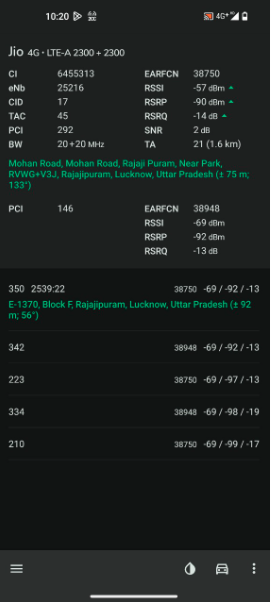 10:20
4G+
Jio 4G • LTE-A 2300 + 2300
CI 6455313 EARFCN 38750
eNb 25216 RSSI -57 dBm
CID 17 RSRP -90 dBm
TAC 45 RSRQ -14 dB
PCI 292 SNR 2 dB
BW 20+20 MHz TA 21 (1.6 km)
Mohan Road, Mohan Road, Rajaji Puram, Near Park,
RVWG+V3J, Rajajipuram, Lucknow, Uttar Pradesh (± 75 m;
133°)
PCI 146 EARFCN 38948
RSSI -69 dBm
RSRP -92 dBm
RSRQ -13 dB
350 2539:22 38750 -69 / -92 / -13
E-1370, Block F, Rajajipuram, Lucknow, Uttar Pradesh (± 92
m; 56°)
342 38948 -69 / -92 / -13
223 38750 -69 / -97 / -13
334 38948 -69 / -98 / -19
210 38750 -69 / -99 / -17